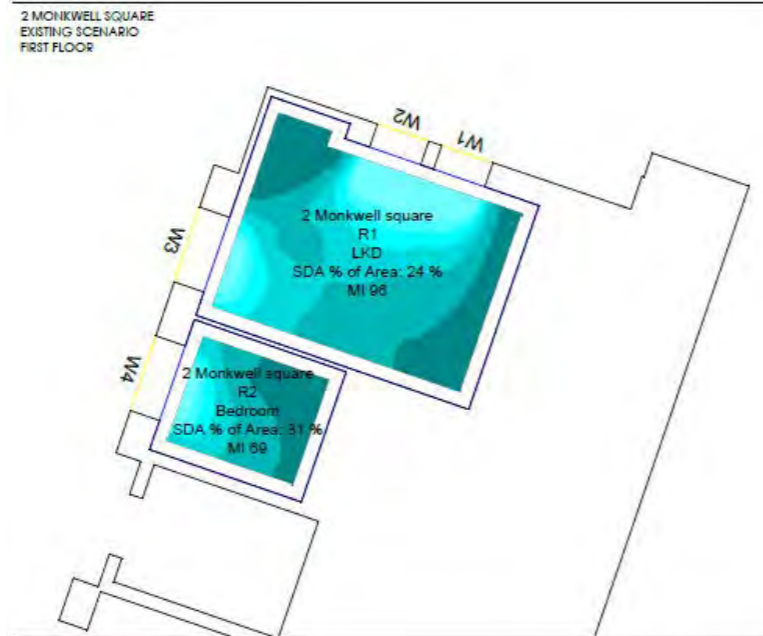 2 MONKWELL SQUARE
EXISTING SCENARIO
FIRST FLOOR
W2
W1
W3
W4
2 Monkwell square
R1
LKD
SDA % of Area: 24 %
MI 96
2 Monkwell square
R2
Bedroom
SDA % of Area: 31 %
MI 69